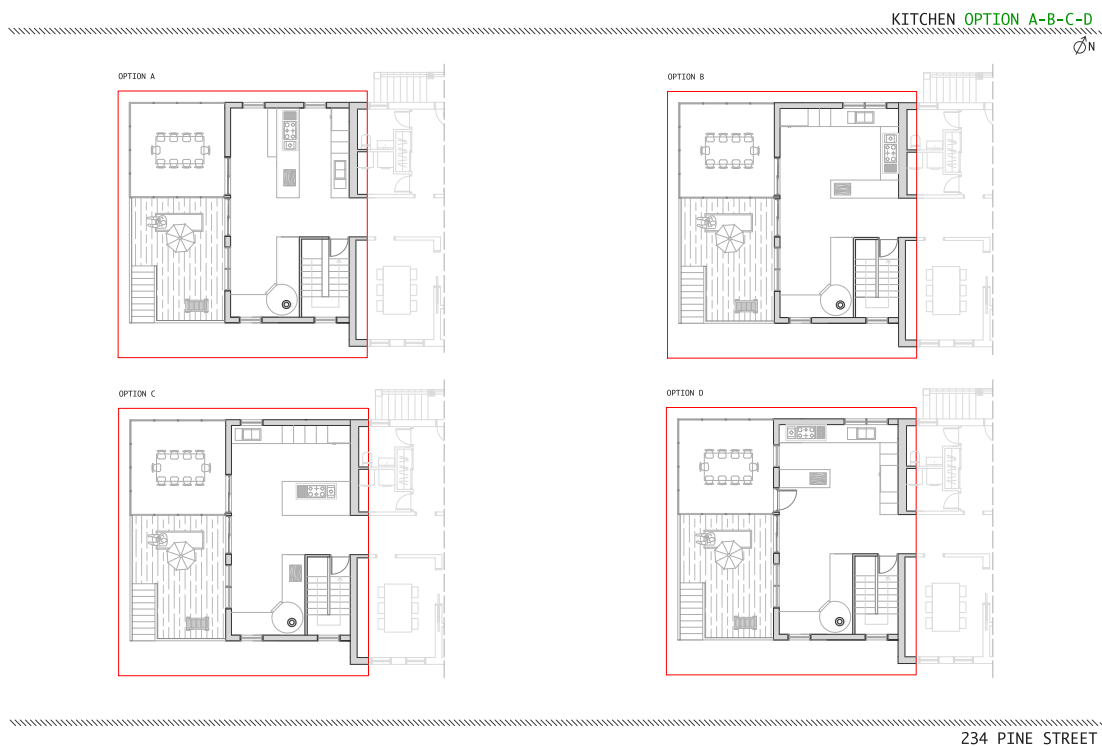 KITCHEN OPTION A-B-C-D
N
OPTION A
OPTION B
OPTION C
OPTION D
234 PINE STREET